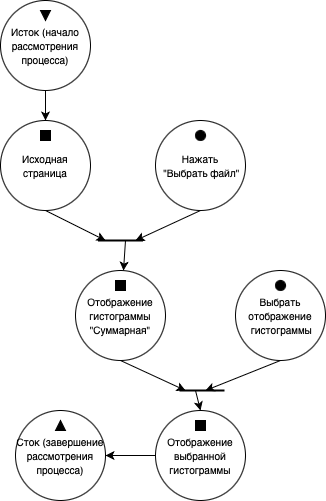 Исток (начало
рассмотрения
процесса)
Исходная
страница
Нажать
"Выбрать файл"
Отображение
гистограммы
"Суммарная"
Выбрать
отображение
гистограммы
Сток (завершение
рассмотрения
процесса)
Отображение
выбранной
гистограммы